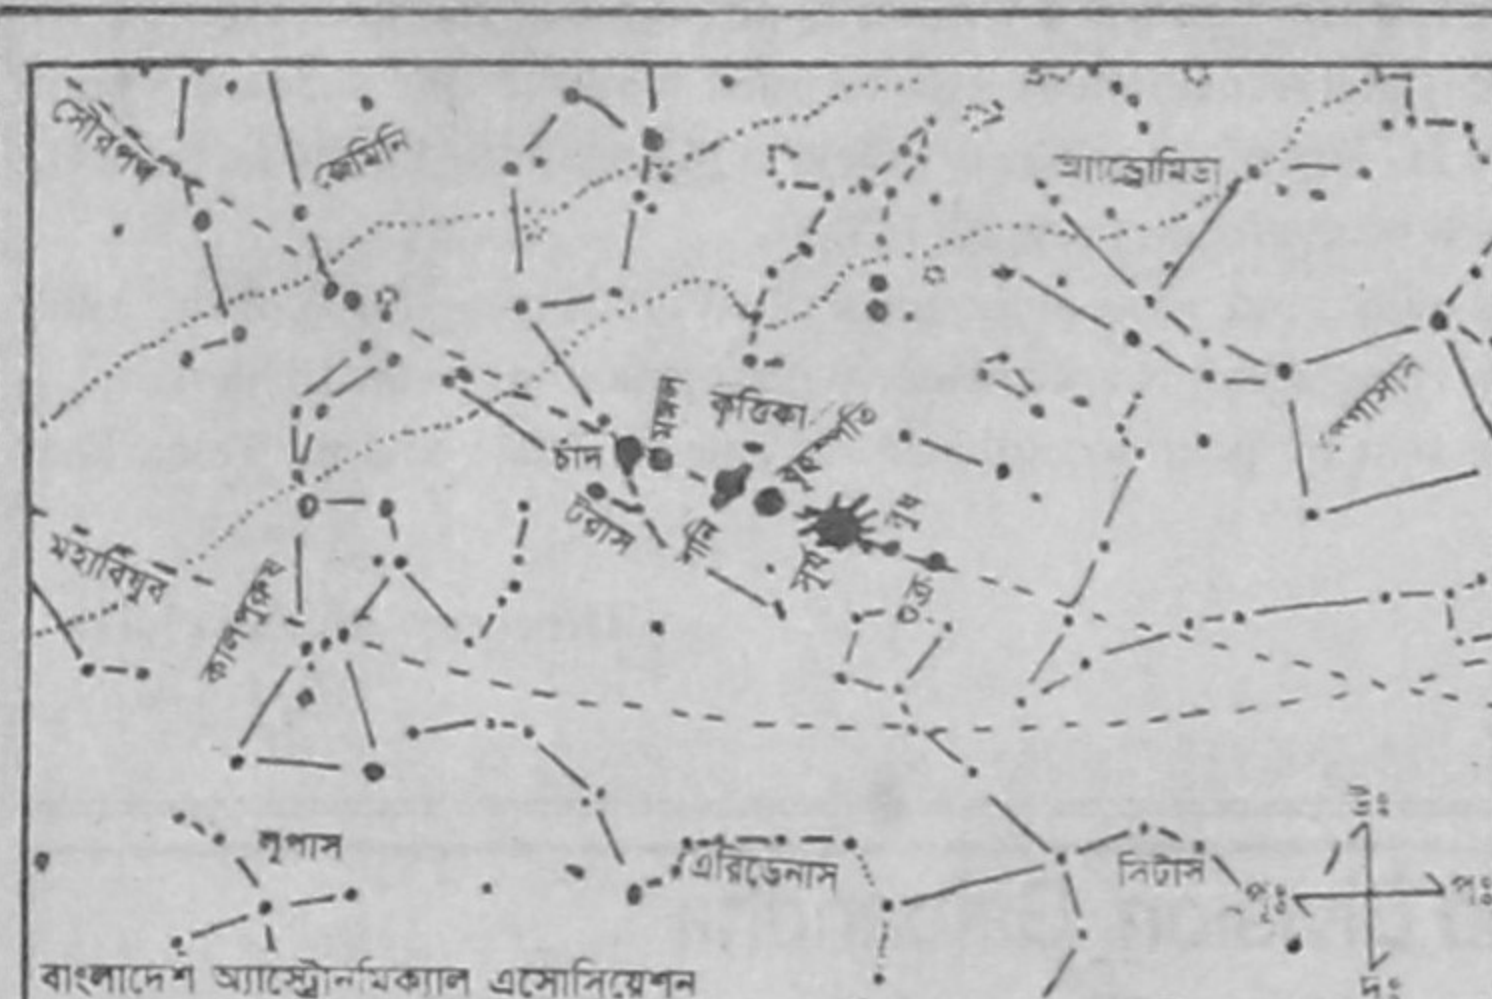 সৌরপথ
জেমিনি
অ্যান্ড্রোমিডা
মঙ্গল
কৃত্তিকা
বৃহস্পতি
পেগাসাস
চাঁদ
টরাস
শনি
সূর্য
বুধ
শুক্র
মহাবিষুব
কালপুরুষ
লুপাস
এরিডেনাস
সিটাস
উঃ
পূঃ
পঃ
দঃ
বাংলাদেশ অ্যাস্ট্রোনমিক্যাল এসোসিয়েশন